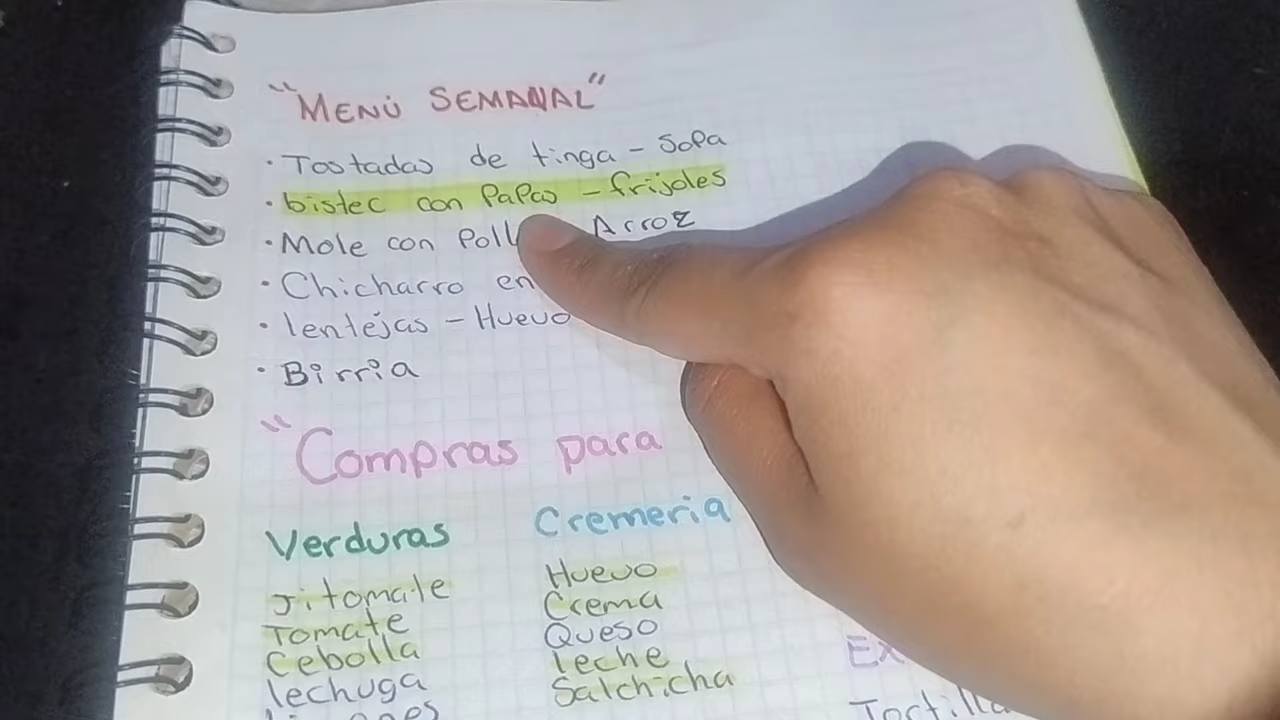 "MENÚ SEMANAL"
· Tostadas de tinga - Sopa
· bistec con Papas - frijoles
· Mole con Arroz
· Chicharro en
· lentejas - Huevo
· Birria
"Compras para
Verduras Cremeria
Jitomate Huevo
Tomate Crema
Cebolla Queso
lechuga leche
Salchicha